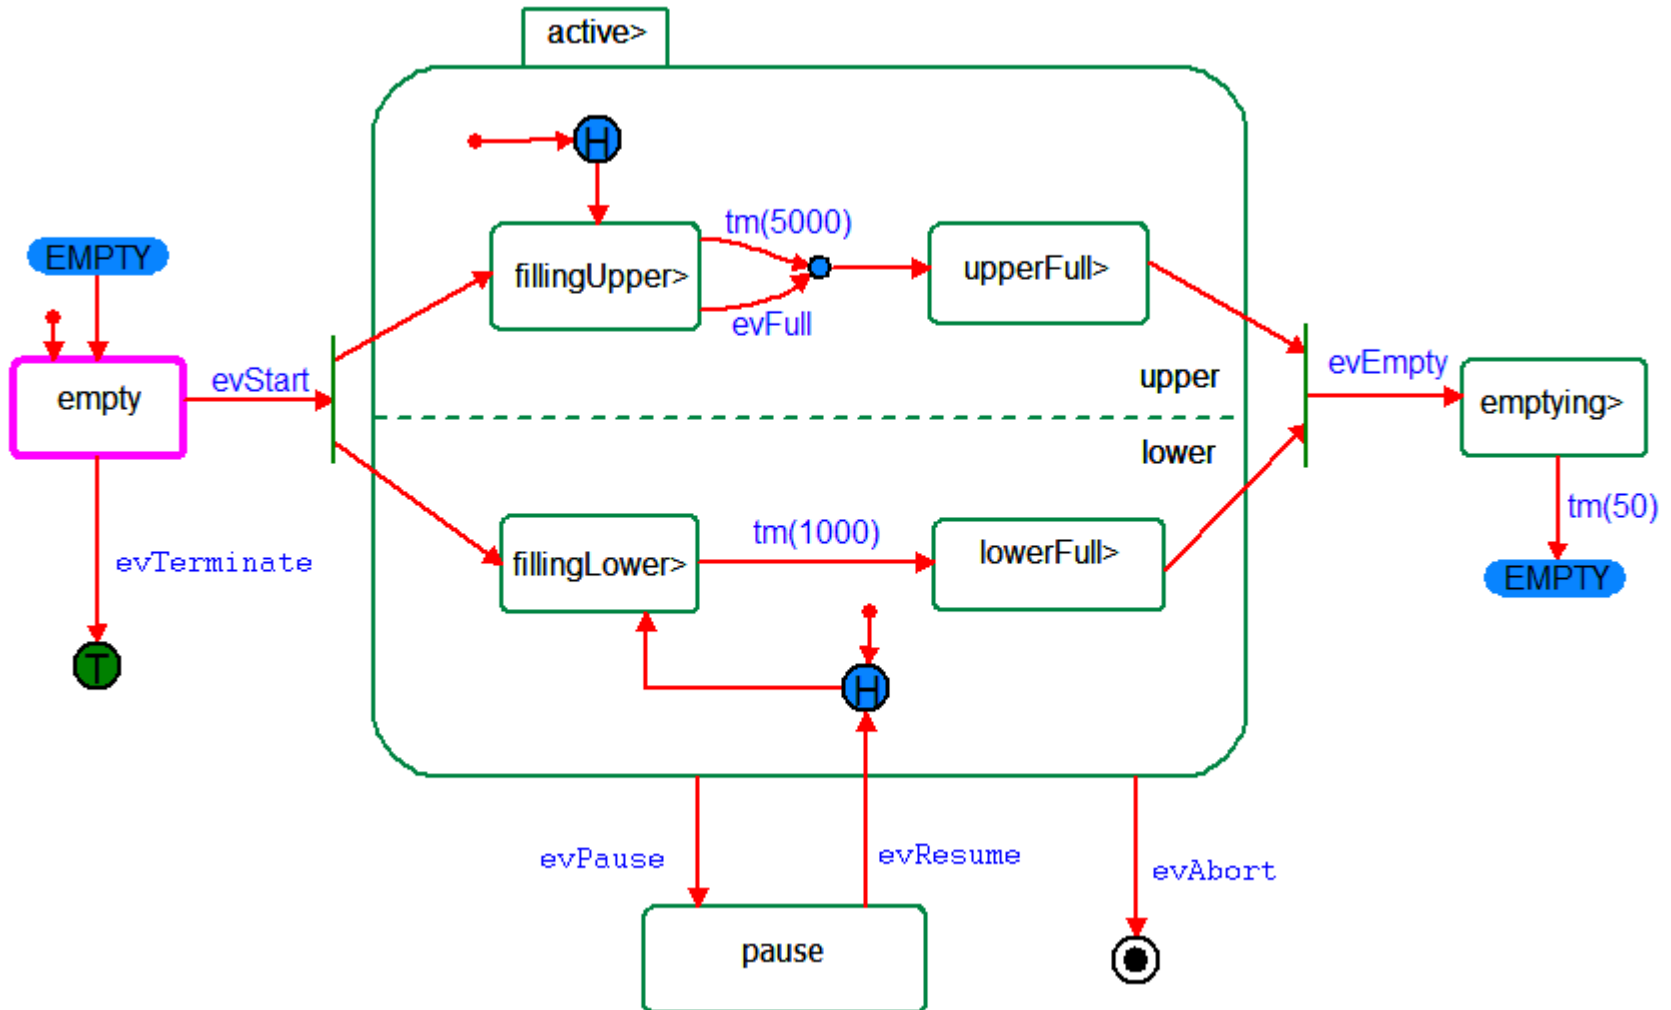 active>
H
tm(5000)
EMPTY
fillingUpper>
upperFull>
evFull
evStart
upper
evEmpty
empty
emptying>
lower
tm(1000)
tm(50)
evTerminate
fillingLower>
lowerFull>
EMPTY
T
H
evPause
evResume
evAbort
pause